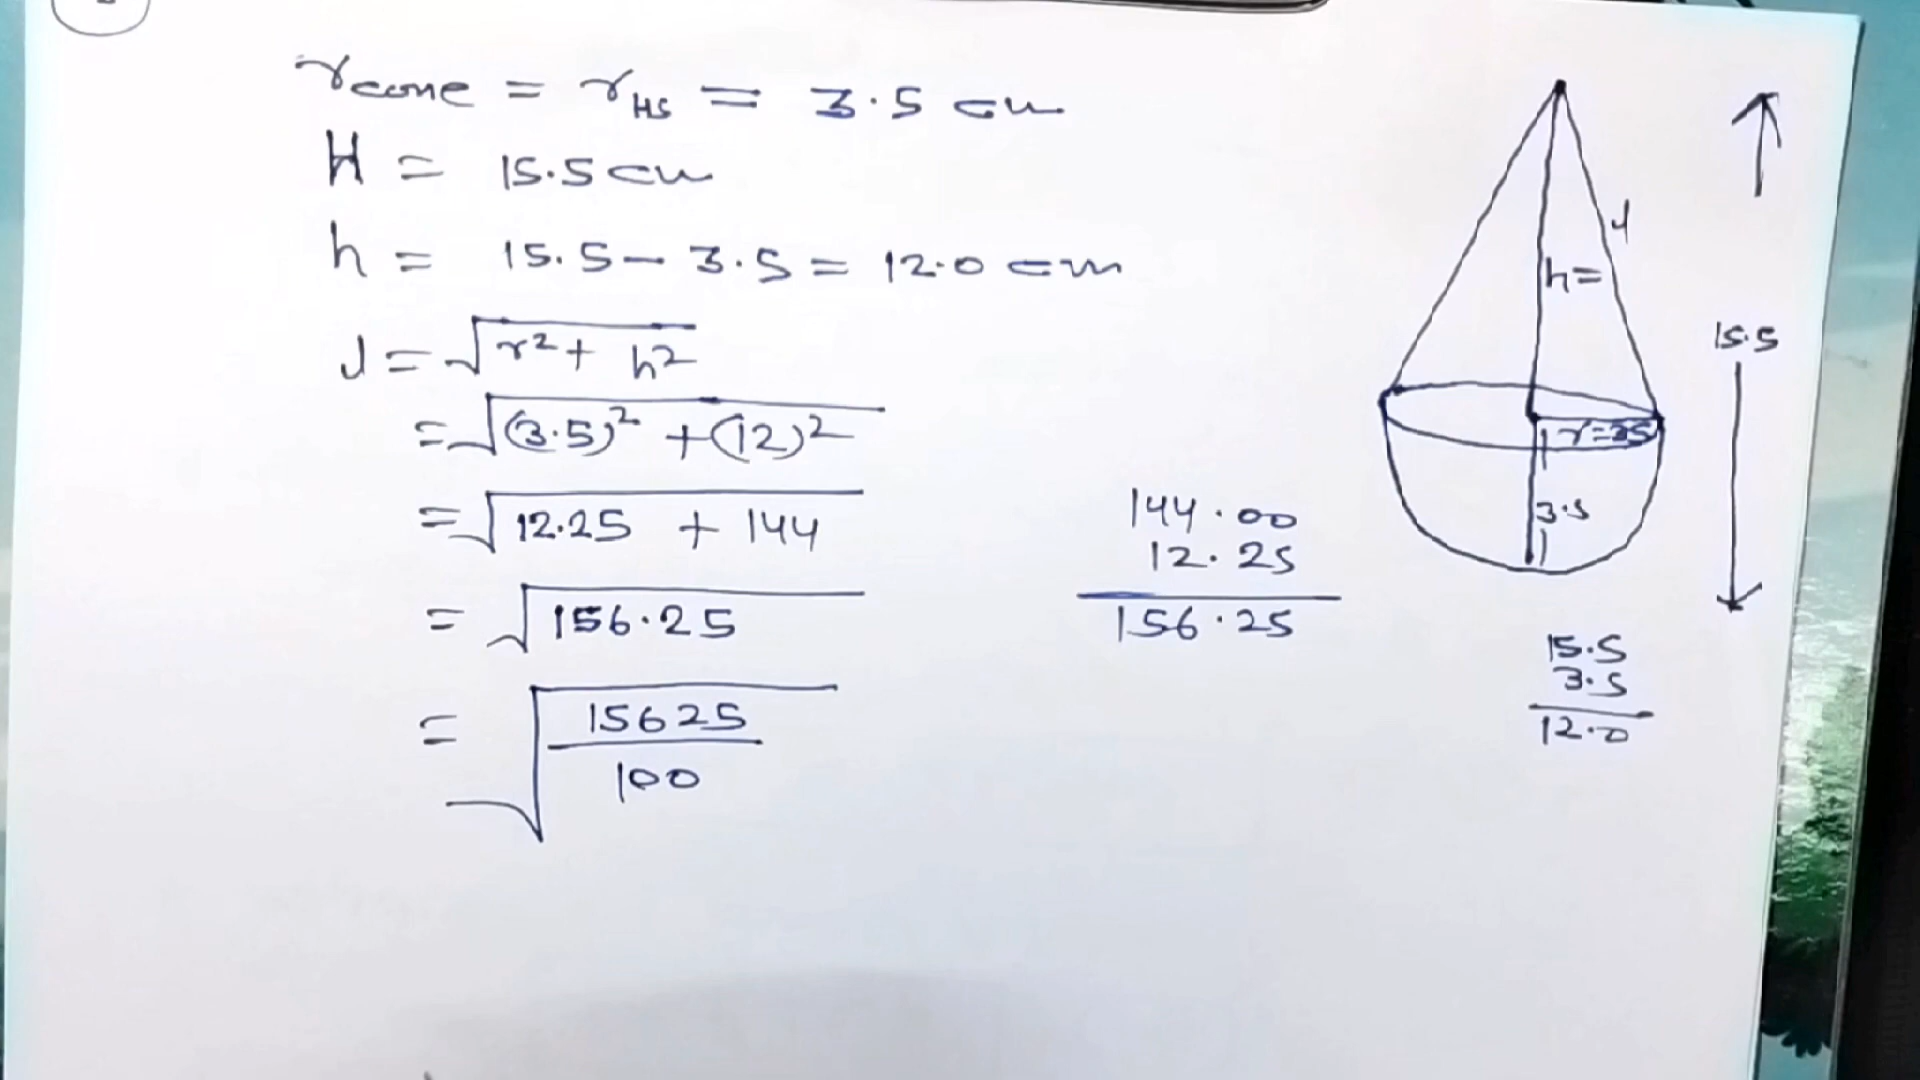 r cone = r HS = 3.5 cm
H = 15.5 cm
h = 15.5 - 3.5 = 12.0 cm
l = √r² + h²
= √(3.5)² + (12)²
= √12.25 + 144
= √156.25
= √15625/100
144.00
12.25
156.25
l
h=
r=3.5
3.5
15.5
15.5
3.5
12.0